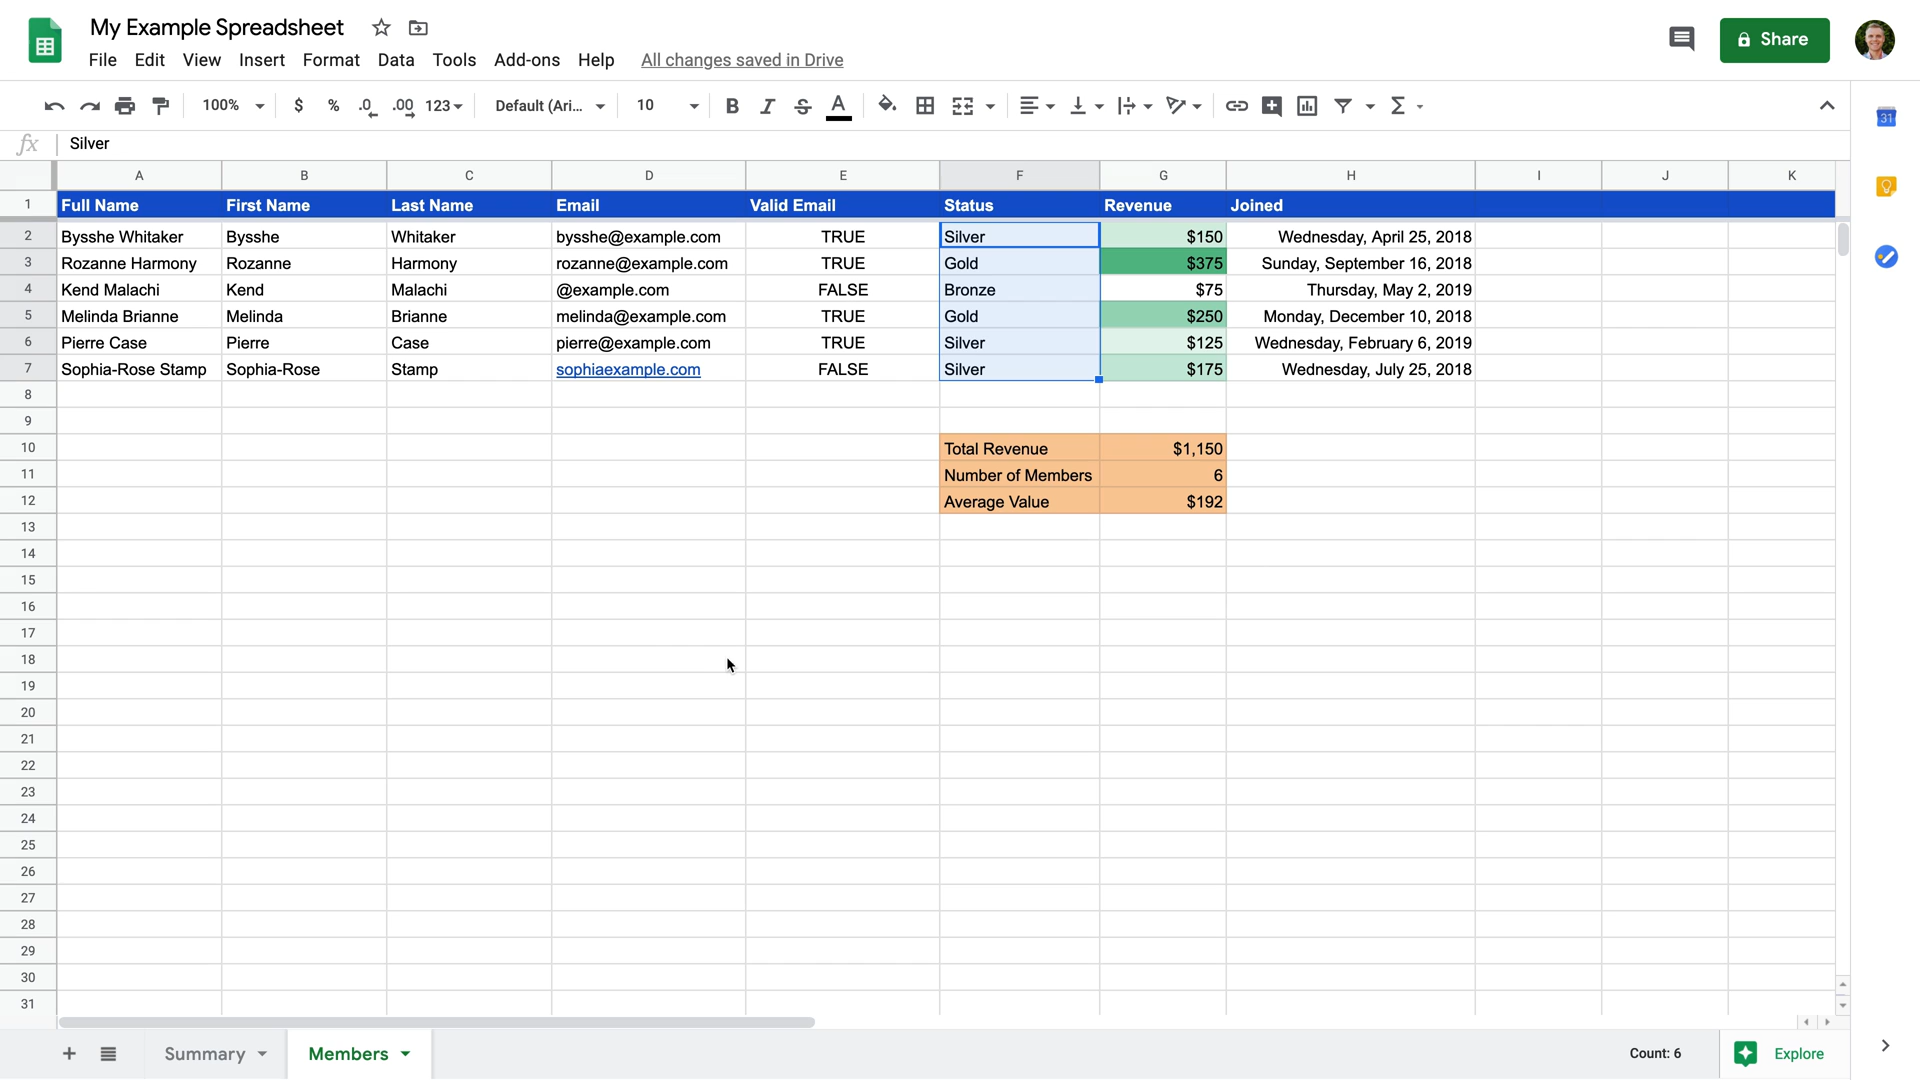 My Example Spreadsheet
File Edit View Insert Format Data Tools Add-ons Help All changes saved in Drive
Share
100% $ % .0 .00 123 Default (Ari... 10 B I S A
31
fx Silver
A B C D E F G H I J K
1 Full Name First Name Last Name Email Valid Email Status Revenue Joined
2 Bysshe Whitaker Bysshe Whitaker bysshe@example.com TRUE Silver $150 Wednesday, April 25, 2018
3 Rozanne Harmony Rozanne Harmony rozanne@example.com TRUE Gold $375 Sunday, September 16, 2018
4 Kend Malachi Kend Malachi @example.com FALSE Bronze $75 Thursday, May 2, 2019
5 Melinda Brianne Melinda Brianne melinda@example.com TRUE Gold $250 Monday, December 10, 2018
6 Pierre Case Pierre Case pierre@example.com TRUE Silver $125 Wednesday, February 6, 2019
7 Sophia-Rose Stamp Sophia-Rose Stamp sophiaexample.com FALSE Silver $175 Wednesday, July 25, 2018
8
9
10 Total Revenue $1,150
11 Number of Members 6
12 Average Value $192
13
14
15
16
17
18
19
20
21
22
23
24
25
26
27
28
29
30
31
Summary Members Count: 6 Explore